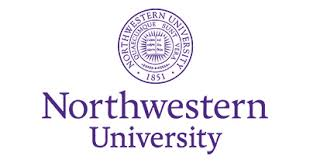 NORTHWESTERN UNIVERSITY
QUAECUMQUE SUNT VERA
• 1851 •
Northwestern
University